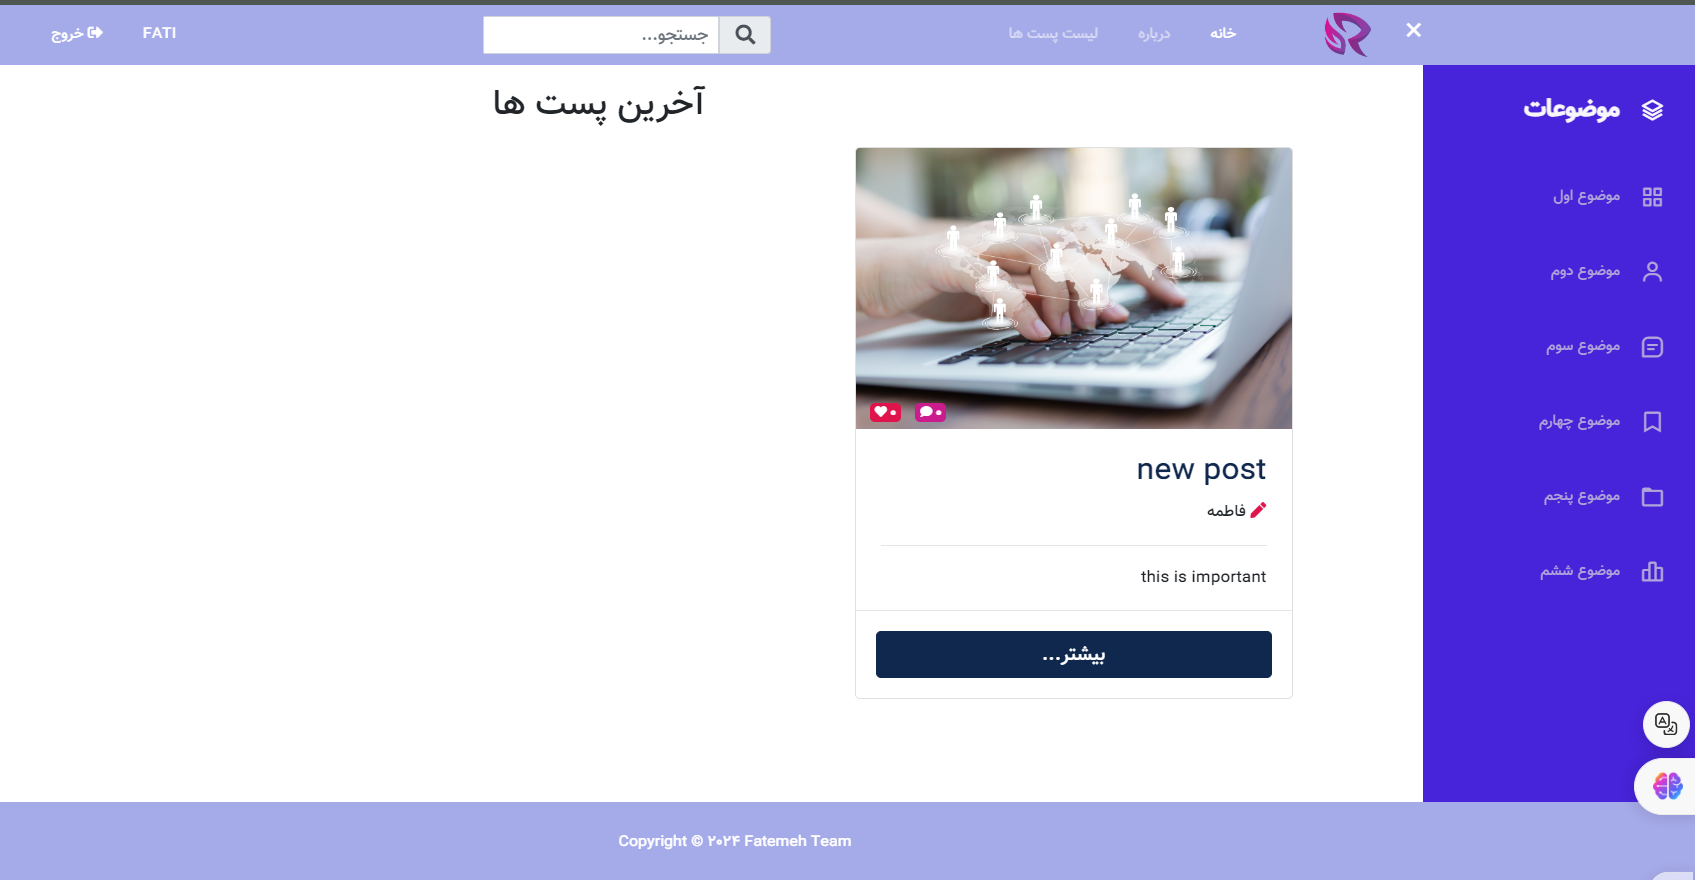 خانه
درباره
لیست پست ها
جستجو...
FATI
خروج
موضوعات
موضوع اول
موضوع دوم
موضوع سوم
موضوع چهارم
موضوع پنجم
موضوع ششم
آخرین پست ها
۰
۰
new post
فاطمه
this is important
بیشتر...
Copyright © ۲۰۲۴ Fatemeh Team